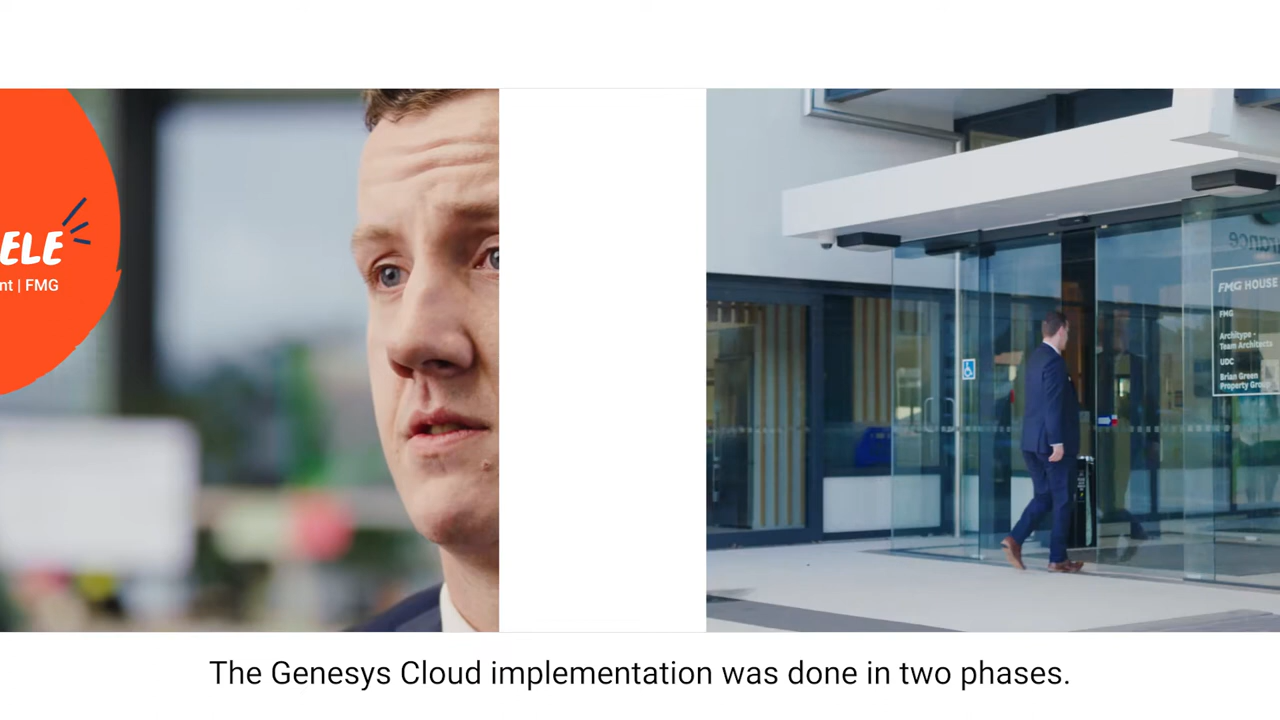 ELE
nt | FMG
rance
FMG HOUSE
FMG
Architype -
Team Architects
UDC
Brian Green
Property Group
The Genesys Cloud implementation was done in two phases.